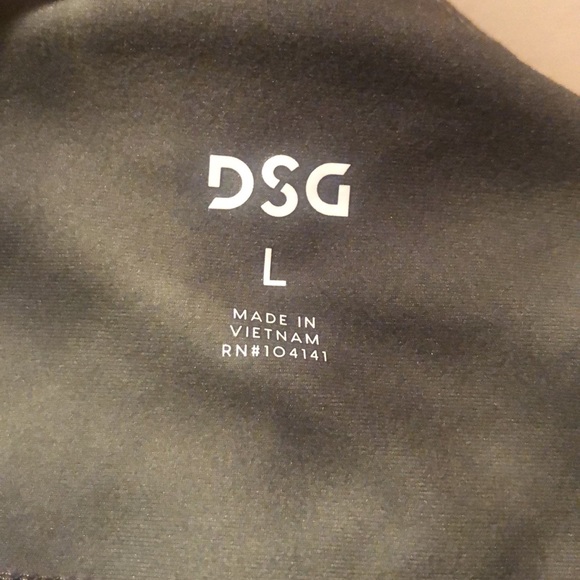 DSG
L
MADE IN
VIETNAM
RN#104141